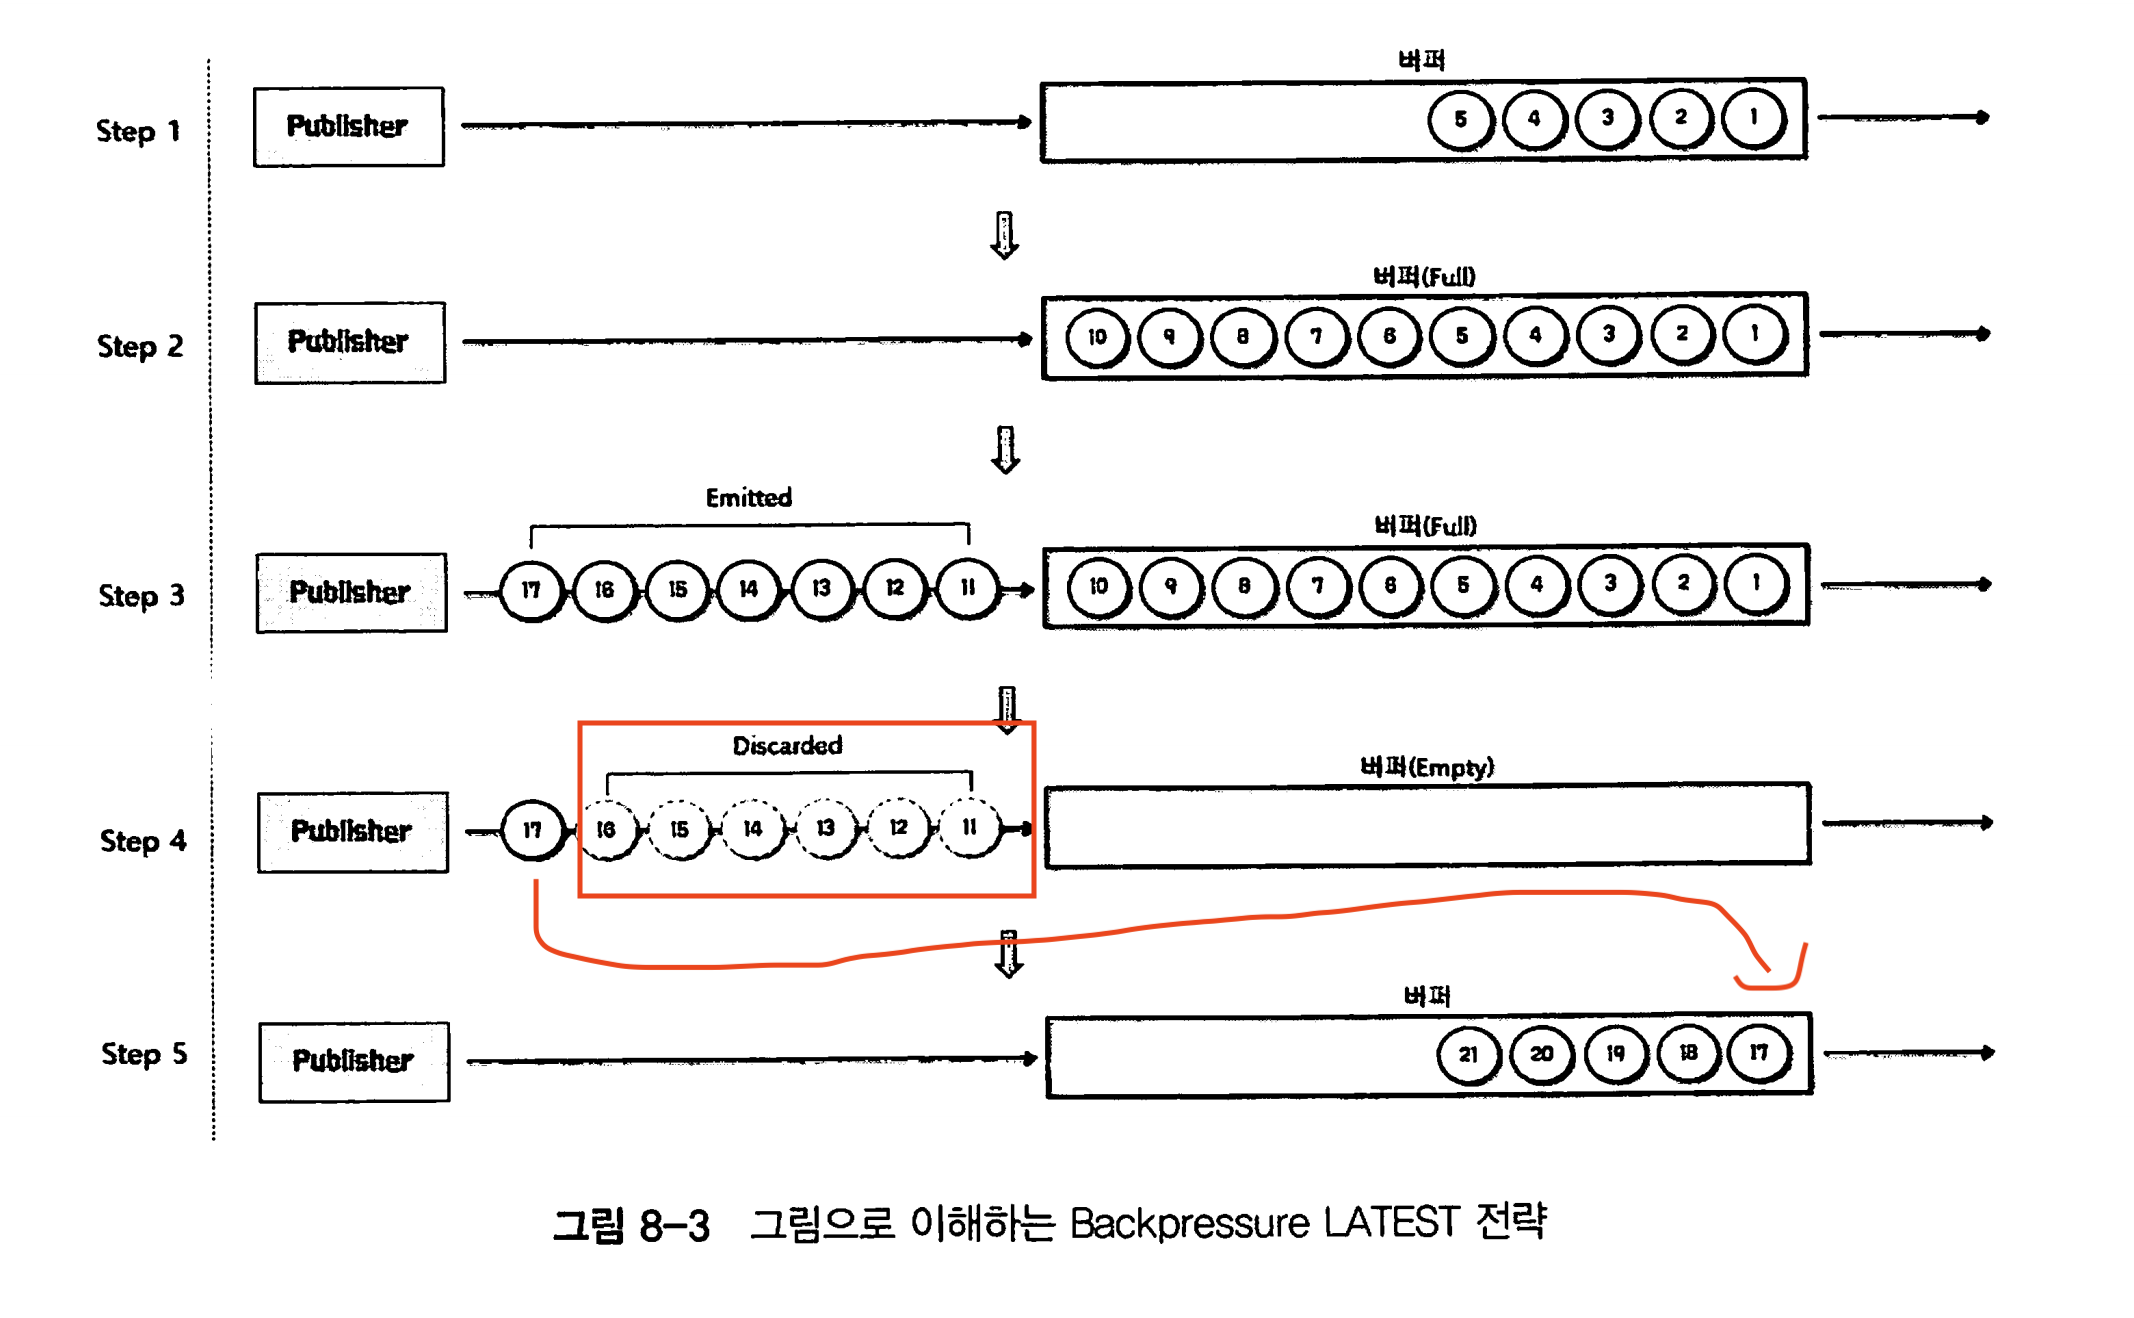 버퍼
Step 1 Publisher 5 4 3 2 1
버퍼(Full)
Step 2 Publisher 10 9 8 7 6 5 4 3 2 1
Emitted
버퍼(Full)
Step 3 Publisher 17 16 15 14 13 12 11 10 9 8 7 6 5 4 3 2 1
Discarded
버퍼(Empty)
Step 4 Publisher 17 16 15 14 13 12 11
버퍼
Step 5 Publisher 21 20 19 18 17
그림 8-3 그림으로 이해하는 Backpressure LATEST 전략